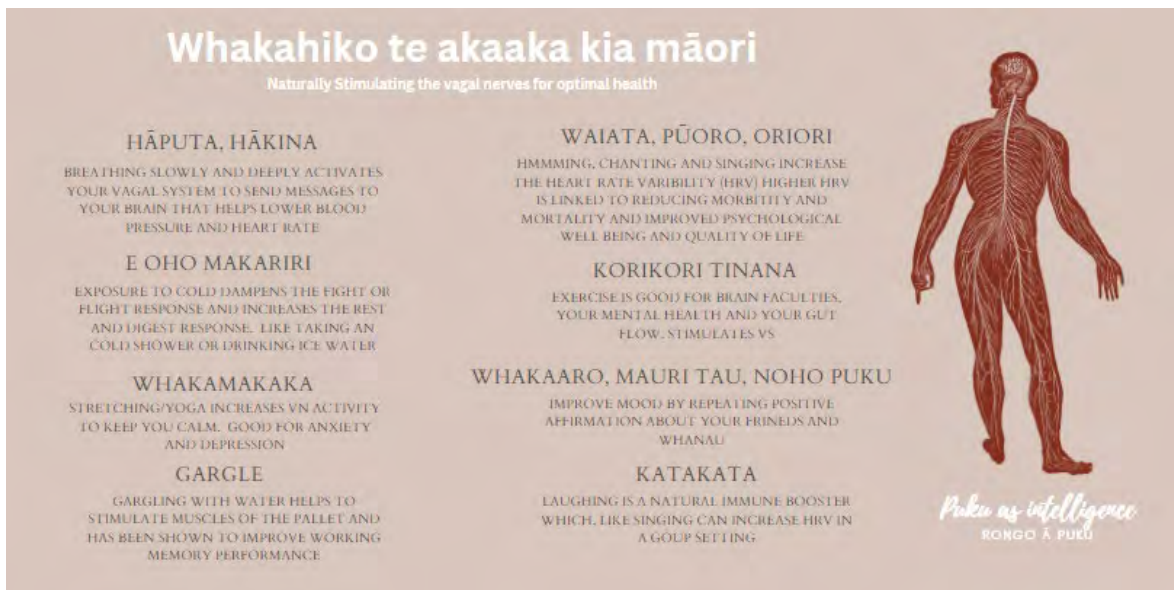 Whakahiko te akaaka kia māori
Naturally Stimulating the vagal nerves for optimal health
HĀPUTA, HĀKINA
BREATHING SLOWLY AND DEEPLY ACTIVATES
YOUR VAGAL SYSTEM TO SEND MESSAGES TO
YOUR BRAIN THAT HELPS LOWER BLOOD
PRESSURE AND HEART RATE
E OHO MAKARIRI
EXPOSURE TO COLD DAMPENS THE FIGHT OR
FLIGHT RESPONSE AND INCREASES THE REST
AND DIGEST RESPONSE. LIKE TAKING AN
COLD SHOWER OR DRINKING ICE WATER
WHAKAMAKAKA
STRETCHING/YOGA INCREASES VN ACTIVITY
TO KEEP YOU CALM. GOOD FOR ANXIETY
AND DEPRESSION
GARGLE
GARGLING WITH WATER HELPS TO
STIMULATE MUSCLES OF THE PALLET AND
HAS BEEN SHOWN TO IMPROVE WORKING
MEMORY PERFORMANCE
WAIATA, PŪORO, ORIORI
HMMMING, CHANTING AND SINGING INCREASE
THE HEART RATE VARIBILITY (HRV) HIGHER HRV
IS LINKED TO REDUCING MORBITITY AND
MORTALITY AND IMPROVED PSYCHOLOGICAL
WELL BEING AND QUALITY OF LIFE
KORIKORI TINANA
EXERCISE IS GOOD FOR BRAIN FACULTIES,
YOUR MENTAL HEALTH AND YOUR GUT
FLOW. STIMULATES VS
WHAKAARO, MAURI TAU, NOHO PUKU
IMPROVE MOOD BY REPEATING POSITIVE
AFFIRMATION ABOUT YOUR FRINEDS AND
WHANAU
KATAKATA
LAUGHING IS A NATURAL IMMUNE BOOSTER
WHICH, LIKE SINGING CAN INCREASE HRV IN
A GOUP SETTING
Puku as intelligence
RONGO Ā PUKU